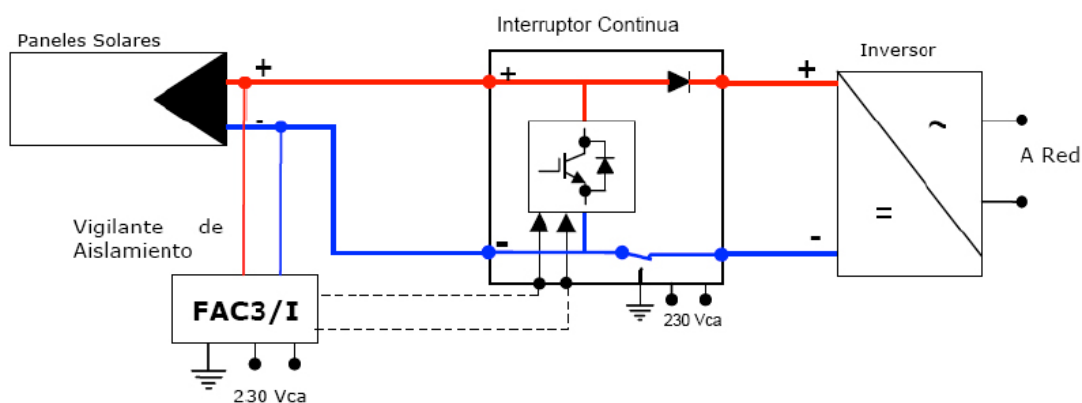 Interruptor Continua
Paneles Solares
Inversor
+
+
+
-
~
A Red
=
Vigilante de
Aislamiento
-
-
FAC3/I
230 Vca
230 Vca